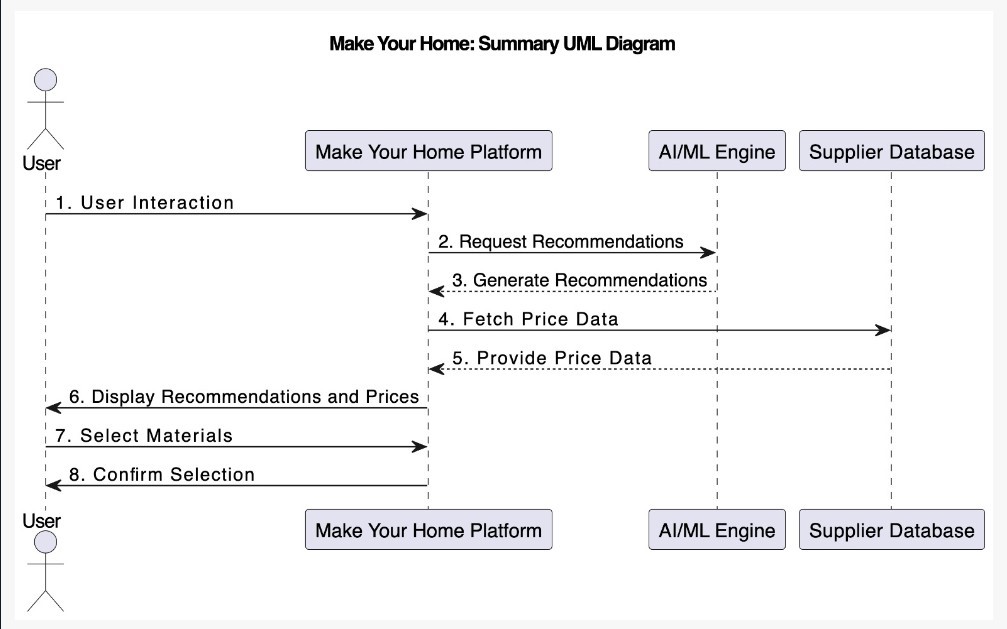 Make Your Home: Summary UML Diagram
User
Make Your Home Platform
AI/ML Engine
Supplier Database
1. User Interaction
2. Request Recommendations
3. Generate Recommendations
4. Fetch Price Data
5. Provide Price Data
6. Display Recommendations and Prices
7. Select Materials
8. Confirm Selection
User
Make Your Home Platform
AI/ML Engine
Supplier Database